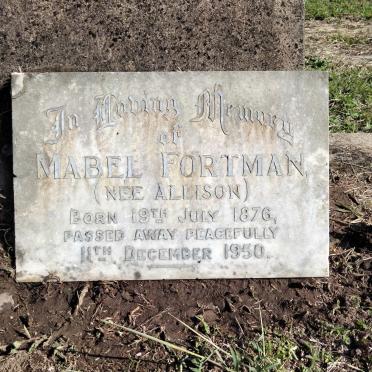 In Loving Memory
of
MABEL FORTMAN
(NEE ALLISON)
BORN 19TH JULY 1876,
PASSED AWAY PEACEFULLY
11TH DECEMBER 1950.